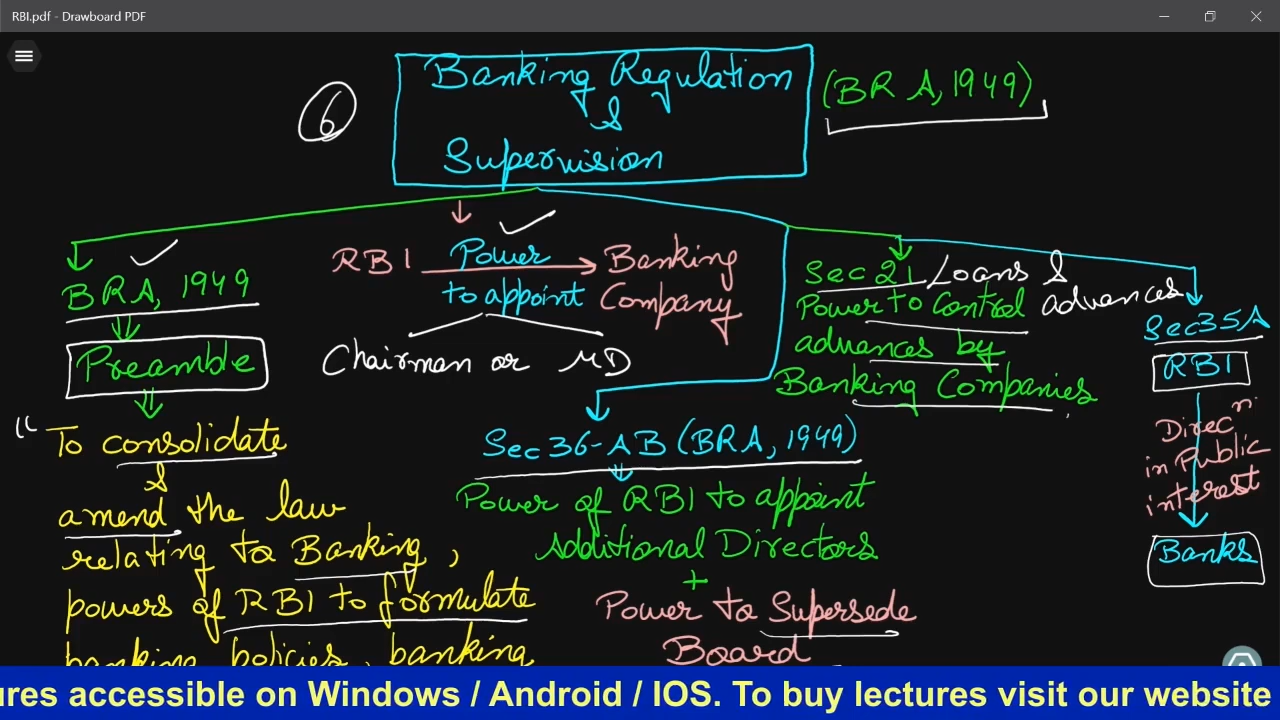 RBI.pdf - Drawboard PDF
6
Banking Regulation
&
Supervision
(BR A, 1949)
BRA, 1949
Preamble
"To consolidate
&
amend the law
relating to Banking,
powers of RBI to formulate
banking policies, banking
RBI Power Banking
to appoint Company
Chairman or MD
Sec 36-AB (BRA, 1949)
Power of RBI to appoint
Additional Directors
+
Power to Supersede
Board
Sec 21 Loans &
advances
Power to Control
advances by
Banking Companies
Sec 35A
RBI
Direcn
in Public
interest
Banks
ures accessible on Windows / Android / IOS. To buy lectures visit our website